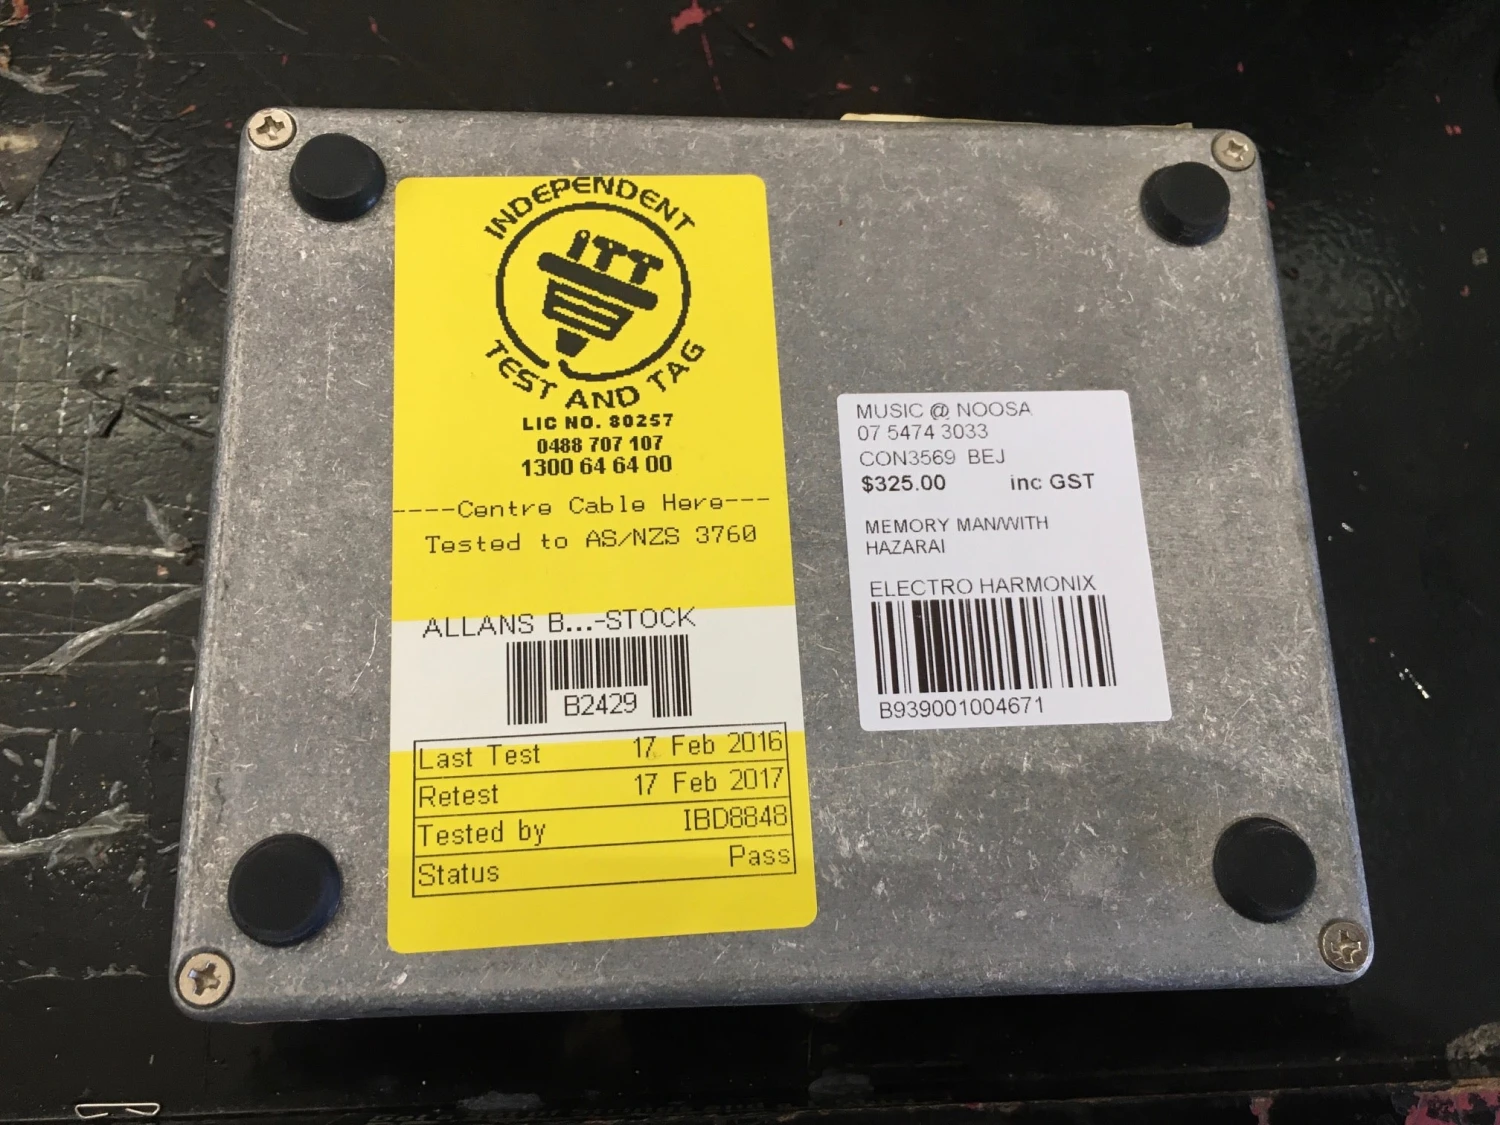 INDEPENDENT
ITT
TEST AND TAG
LIC NO. 80257
0488 707 107
1300 64 64 00
----Centre Cable Here---
Tested to AS/NZS 3760
ALLANS B...-STOCK
B2429
Last Test 17 Feb 2016
Retest 17 Feb 2017
Tested by IBD8848
Status Pass
MUSIC @ NOOSA
07 5474 3033
CON3569 BEJ
$325.00 inc GST
MEMORY MAN/WITH
HAZARAI
ELECTRO HARMONIX
B939001004671